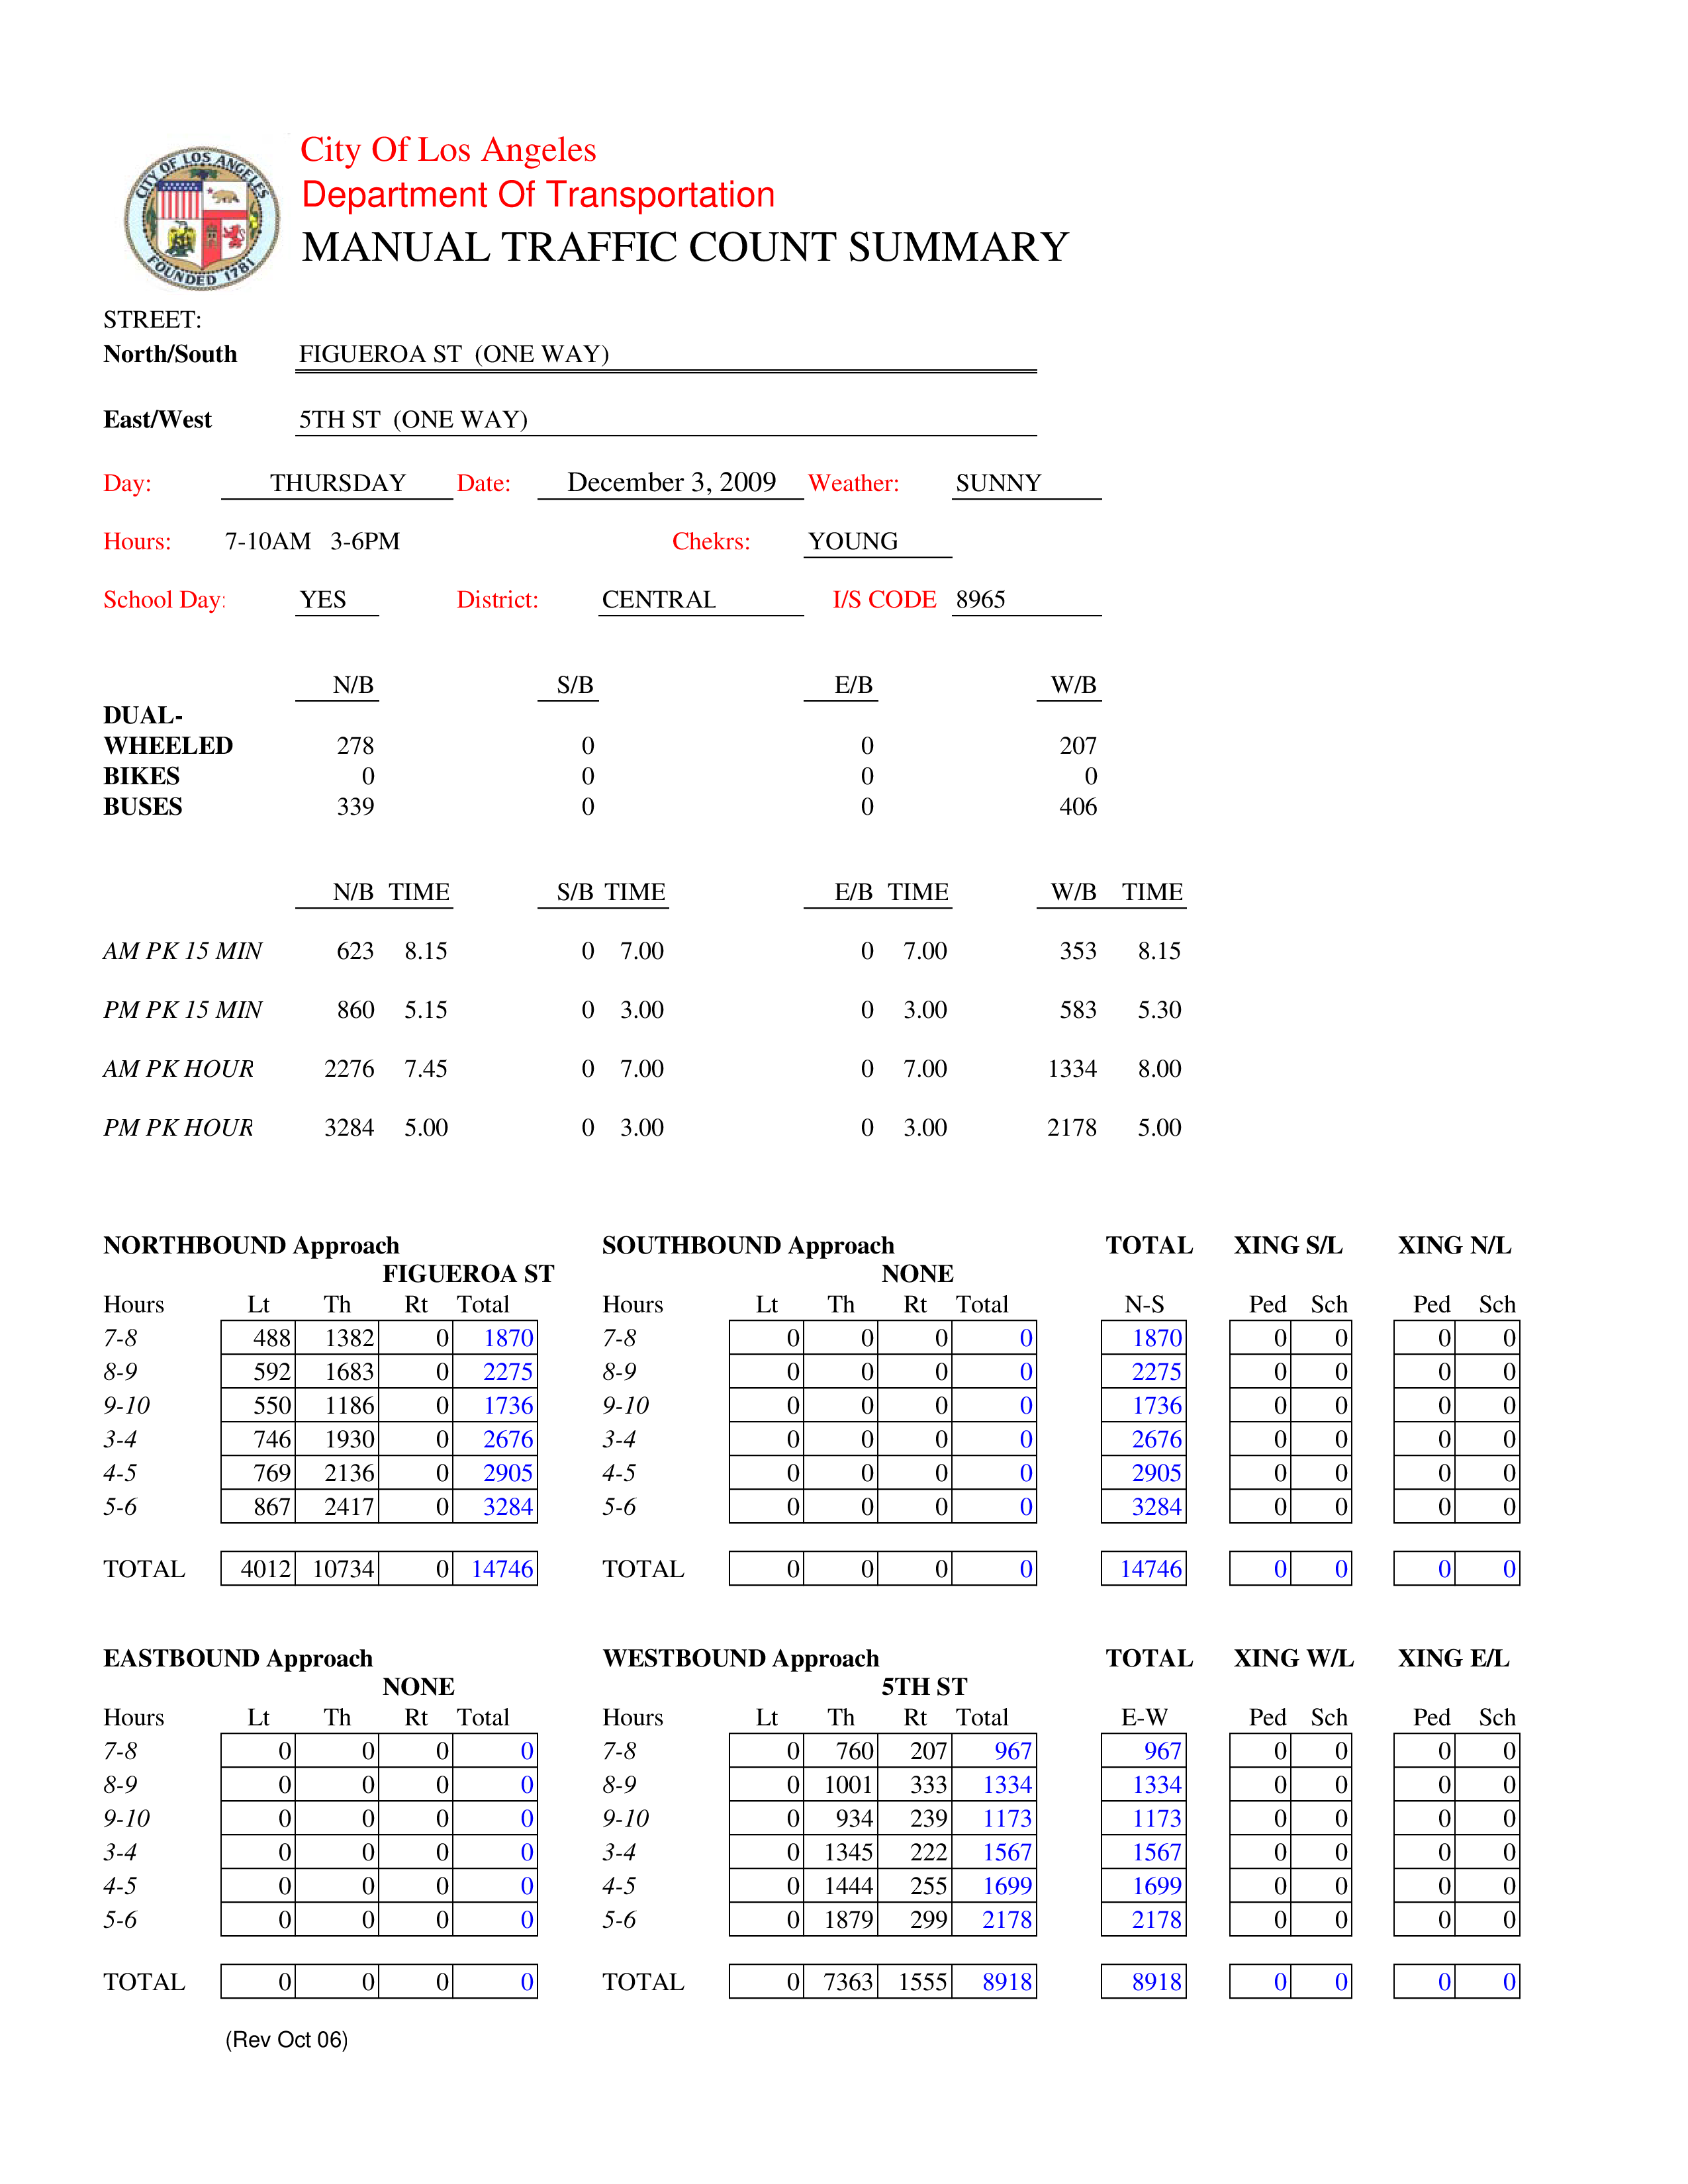 CITY OF LOS ANGELES
FOUNDED 1781
City Of Los Angeles
Department Of Transportation
MANUAL TRAFFIC COUNT SUMMARY
STREET:
North/South FIGUEROA ST (ONE WAY)
East/West 5TH ST (ONE WAY)
Day: THURSDAY Date: December 3, 2009 Weather: SUNNY
Hours: 7-10AM 3-6PM Chekrs: YOUNG
School Day: YES District: CENTRAL I/S CODE 8965
N/B S/B E/B W/B
DUAL-
WHEELED 278 0 0 207
BIKES 0 0 0 0
BUSES 339 0 0 406
N/B TIME S/B TIME E/B TIME W/B TIME
AM PK 15 MIN 623 8.15 0 7.00 0 7.00 353 8.15
PM PK 15 MIN 860 5.15 0 3.00 0 3.00 583 5.30
AM PK HOUR 2276 7.45 0 7.00 0 7.00 1334 8.00
PM PK HOUR 3284 5.00 0 3.00 0 3.00 2178 5.00
NORTHBOUND Approach SOUTHBOUND Approach TOTAL XING S/L XING N/L
FIGUEROA ST NONE
Hours Lt Th Rt Total Hours Lt Th Rt Total N-S Ped Sch Ped Sch
7-8 488 1382 0 1870 7-8 0 0 0 0 1870 0 0 0 0
8-9 592 1683 0 2275 8-9 0 0 0 0 2275 0 0 0 0
9-10 550 1186 0 1736 9-10 0 0 0 0 1736 0 0 0 0
3-4 746 1930 0 2676 3-4 0 0 0 0 2676 0 0 0 0
4-5 769 2136 0 2905 4-5 0 0 0 0 2905 0 0 0 0
5-6 867 2417 0 3284 5-6 0 0 0 0 3284 0 0 0 0
TOTAL 4012 10734 0 14746 TOTAL 0 0 0 0 14746 0 0 0 0
EASTBOUND Approach WESTBOUND Approach TOTAL XING W/L XING E/L
NONE 5TH ST
Hours Lt Th Rt Total Hours Lt Th Rt Total E-W Ped Sch Ped Sch
7-8 0 0 0 0 7-8 0 760 207 967 967 0 0 0 0
8-9 0 0 0 0 8-9 0 1001 333 1334 1334 0 0 0 0
9-10 0 0 0 0 9-10 0 934 239 1173 1173 0 0 0 0
3-4 0 0 0 0 3-4 0 1345 222 1567 1567 0 0 0 0
4-5 0 0 0 0 4-5 0 1444 255 1699 1699 0 0 0 0
5-6 0 0 0 0 5-6 0 1879 299 2178 2178 0 0 0 0
TOTAL 0 0 0 0 TOTAL 0 7363 1555 8918 8918 0 0 0 0
(Rev Oct 06)